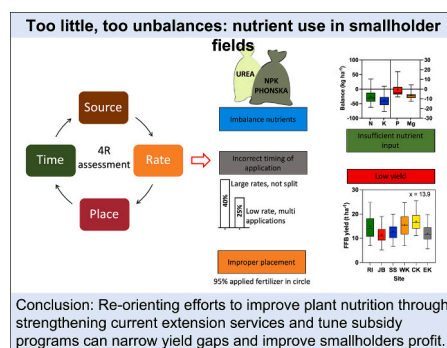 Too little, too unbalances: nutrient use in smallholder
fields
Source
Time
4R
assessment
Rate
Place
UREA
NPK
PHONSKA
Imbalance nutrients
Incorrect timing of
application
Large rates, not split
40%
25%
Low rate, multi
applications
Improper placement
95% applied fertilizer in circle
Balance (kg ha⁻¹)
100
50
0
-50
-100
30
20
10
0
-10
-20
-30
N K P Mg
Insufficient nutrient
input
Low yield
x = 13.9
FFB yield (t ha⁻¹)
30
20
10
0
RI JB SS WK CK EK
Site
Conclusion: Re-orienting efforts to improve plant nutrition through
strengthening current extension services and tune subsidy
programs can narrow yield gaps and improve smallholders profit.